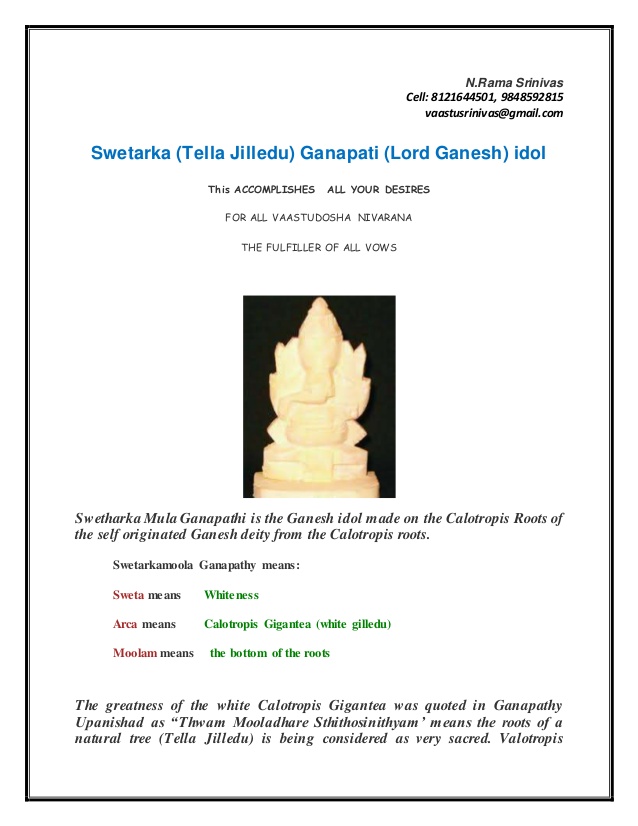 N.Rama Srinivas
Cell: 8121644501, 9848592815
vaastusrinivas@gmail.com
Swetarka (Tella Jilledu) Ganapati (Lord Ganesh) idol
This ACCOMPLISHES ALL YOUR DESIRES
FOR ALL VAASTUDOSHA NIVARANA
THE FULFILLER OF ALL VOWS
Swetharka Mula Ganapathi is the Ganesh idol made on the Calotropis Roots of
the self originated Ganesh deity from the Calotropis roots.
Swetarkamoola Ganapathy means:
Sweta means Whiteness
Arca means Calotropis Gigantea (white gilledu)
Moolam means the bottom of the roots
The greatness of the white Calotropis Gigantea was quoted in Ganapathy
Upanishad as “Thwam Mooladhare Sthithosinithyam’ means the roots of a
natural tree (Tella Jilledu) is being considered as very sacred. Valotropis